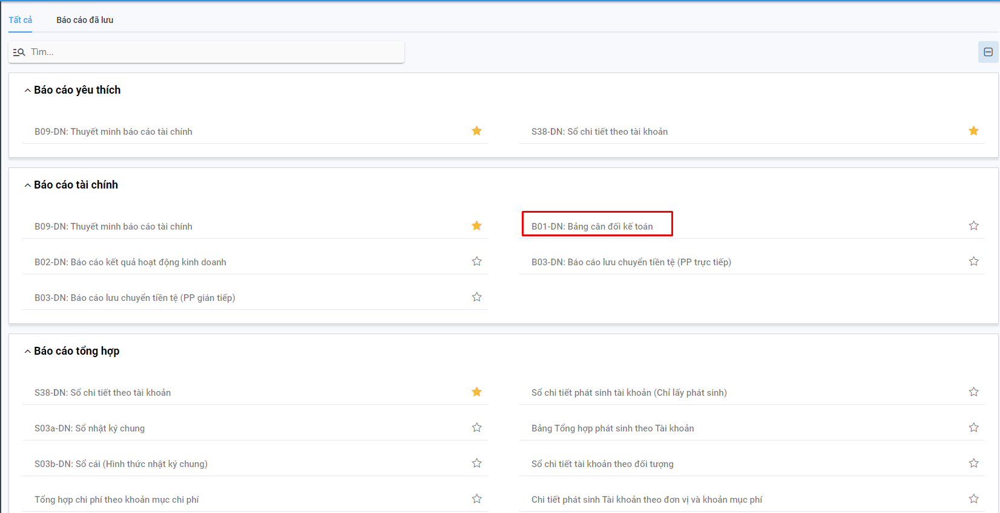 Tất cả Báo cáo đã lưu
Tìm...
Báo cáo yêu thích
B09-DN: Thuyết minh báo cáo tài chính
S38-DN: Sổ chi tiết theo tài khoản
Báo cáo tài chính
B09-DN: Thuyết minh báo cáo tài chính
B01-DN: Bảng cân đối kế toán
B02-DN: Báo cáo kết quả hoạt động kinh doanh
B03-DN: Báo cáo lưu chuyển tiền tệ (PP trực tiếp)
B03-DN: Báo cáo lưu chuyển tiền tệ (PP gián tiếp)
Báo cáo tổng hợp
S38-DN: Sổ chi tiết theo tài khoản
Sổ chi tiết phát sinh tài khoản (Chỉ lấy phát sinh)
S03a-DN: Sổ nhật ký chung
Bảng Tổng hợp phát sinh theo Tài khoản
S03b-DN: Sổ cái (Hình thức nhật ký chung)
Sổ chi tiết tài khoản theo đối tượng
Tổng hợp chi phí theo khoản mục chi phí
Chi tiết phát sinh Tài khoản theo đơn vị và khoản mục phí